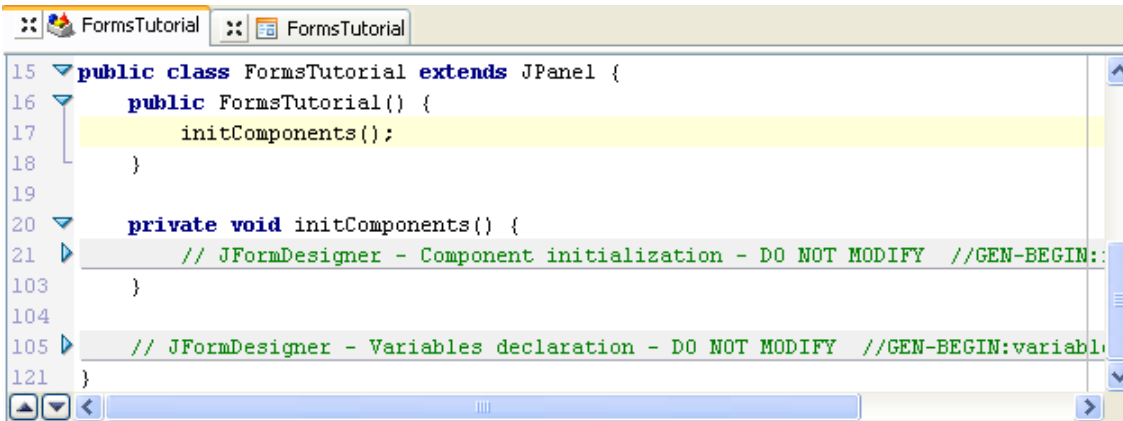 FormsTutorial FormsTutorial
15 public class FormsTutorial extends JPanel {
16 public FormsTutorial() {
17 initComponents();
18 }
19
20 private void initComponents() {
21 // JFormDesigner - Component initialization - DO NOT MODIFY //GEN-BEGIN:
103 }
104
105 // JFormDesigner - Variables declaration - DO NOT MODIFY //GEN-BEGIN:variabl
121 }